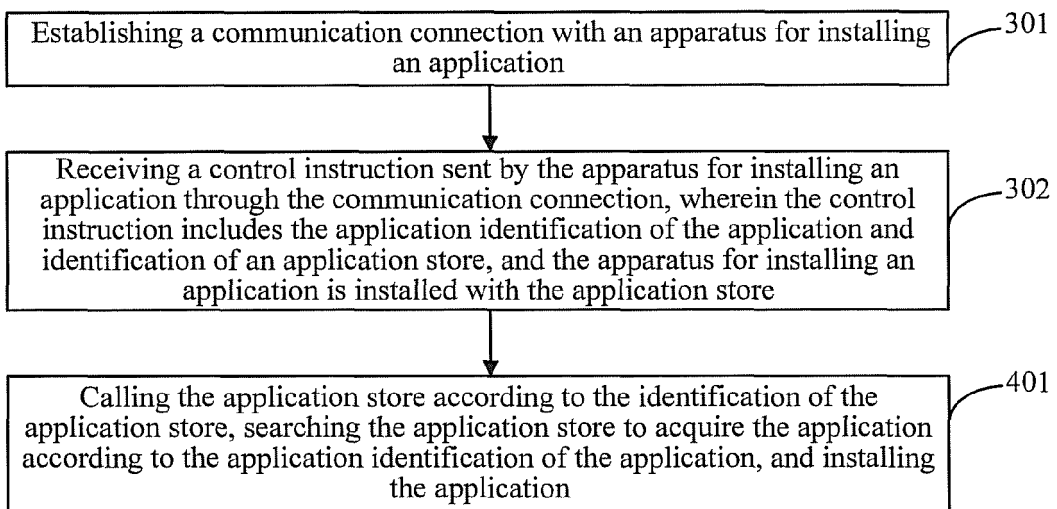 Establishing a communication connection with an apparatus for installing
an application
301
Receiving a control instruction sent by the apparatus for installing an
application through the communication connection, wherein the control
instruction includes the application identification of the application and
identification of an application store, and the apparatus for installing an
application is installed with the application store
302
Calling the application store according to the identification of the
application store, searching the application store to acquire the application
according to the application identification of the application, and installing
the application
401